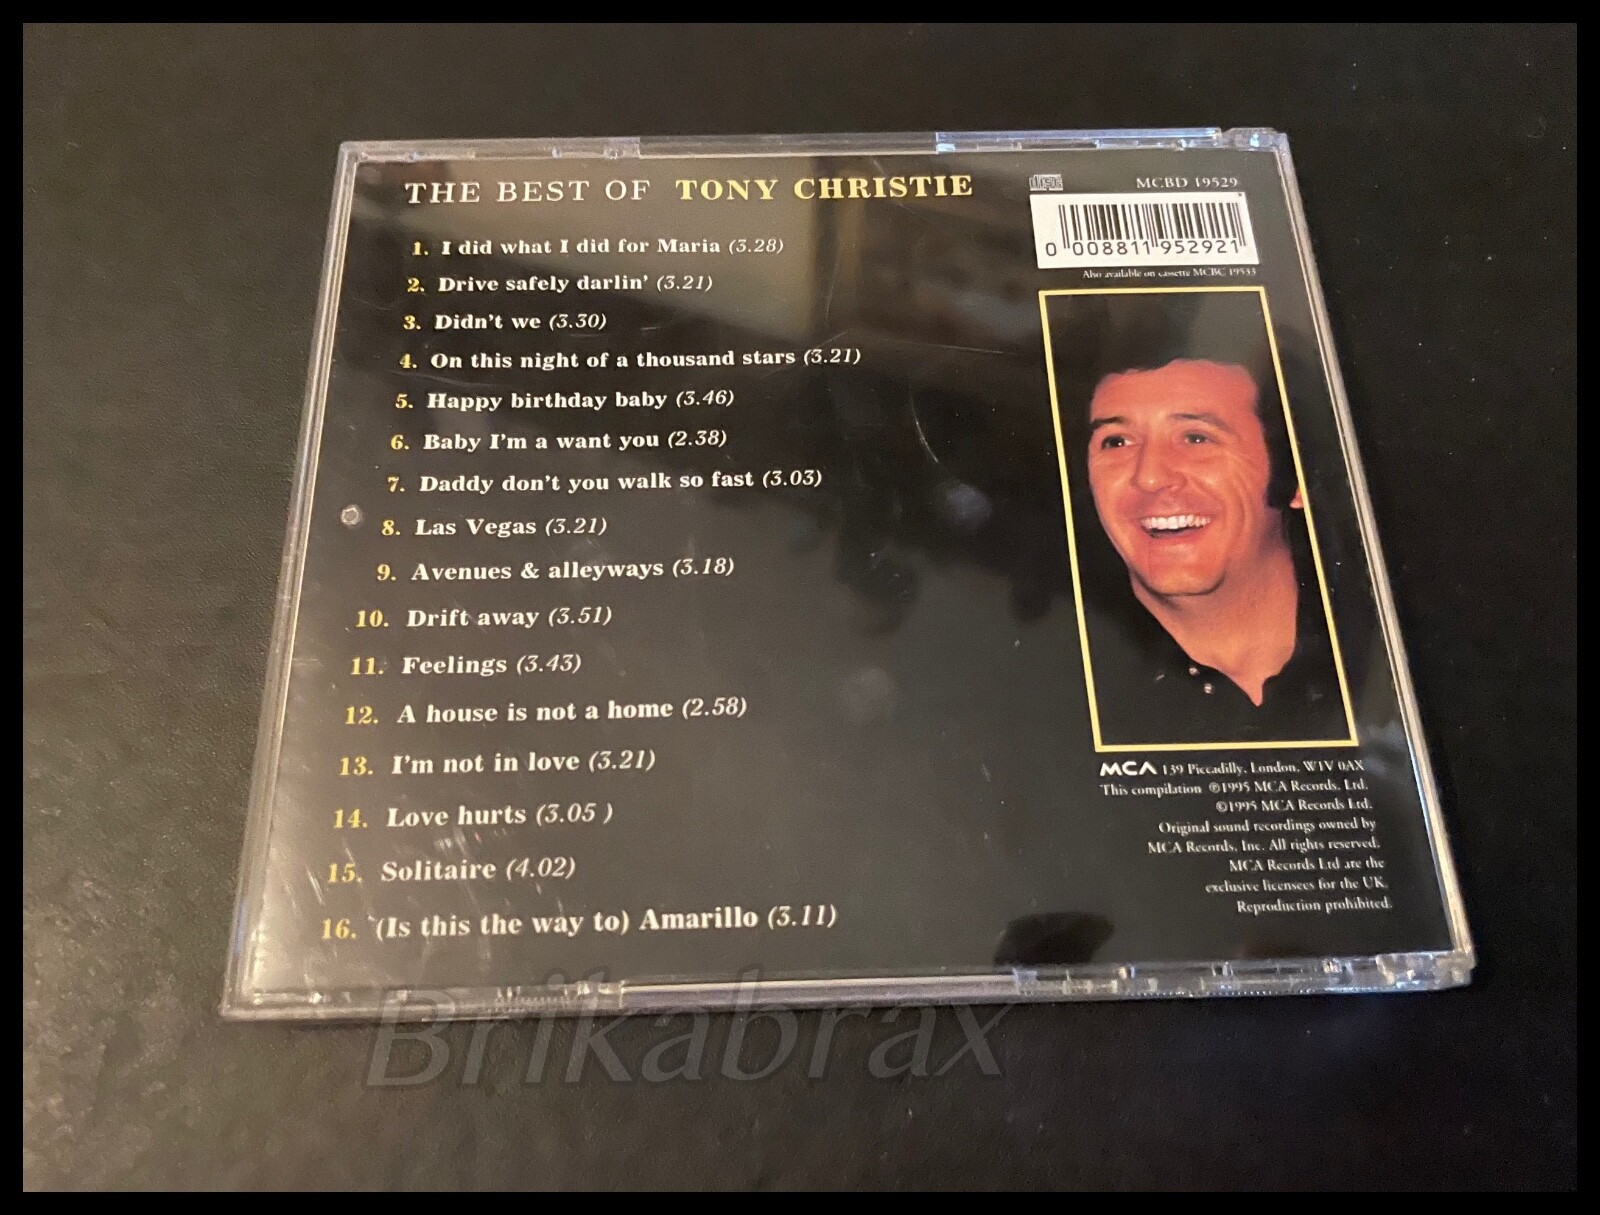 THE BEST OF TONY CHRISTIE
1. I did what I did for Maria (3.28)
2. Drive safely darlin' (3.21)
3. Didn't we (3.30)
4. On this night of a thousand stars (3.21)
5. Happy birthday baby (3.46)
6. Baby I'm a want you (2.38)
7. Daddy don't you walk so fast (3.03)
8. Las Vegas (3.21)
9. Avenues & alleyways (3.18)
10. Drift away (3.51)
11. Feelings (3.43)
12. A house is not a home (2.58)
13. I'm not in love (3.21)
14. Love hurts (3.05 )
15. Solitaire (4.02)
16. (Is this the way to) Amarillo (3.11)
disc
MCBD 19529
0 008811 952921
Also available on cassette MCBC 19533
MCA 139 Piccadilly, London, W1V 0AX
This compilation ℗1995 MCA Records, Ltd.
©1995 MCA Records Ltd.
Original sound recordings owned by
MCA Records, Inc. All rights reserved.
MCA Records Ltd are the
exclusive licensees for the UK.
Reproduction prohibited.
Brikabrax